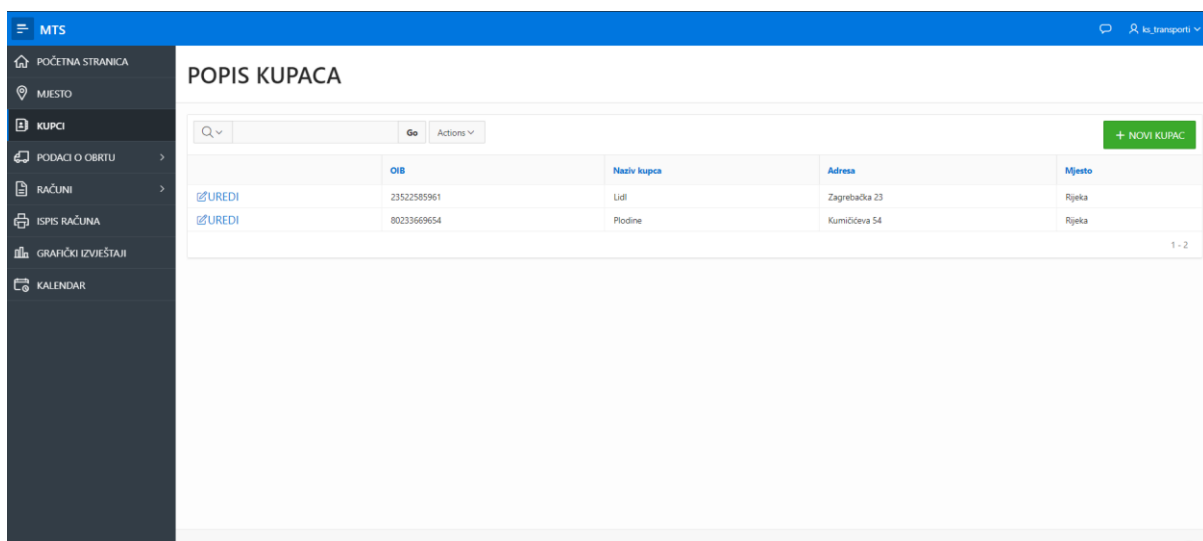 MTS
ks_transporti
POČETNA STRANICA
MJESTO
KUPCI
PODACI O OBRTU
RAČUNI
ISPIS RAČUNA
GRAFIČKI IZVJEŠTAJI
KALENDAR
POPIS KUPACA
Go Actions
+ NOVI KUPAC
OIB Naziv kupca Adresa Mjesto
UREDI 23522585961 Lidl Zagrebačka 23 Rijeka
UREDI 80233669654 Plodine Kumičićeva 54 Rijeka
1 - 2